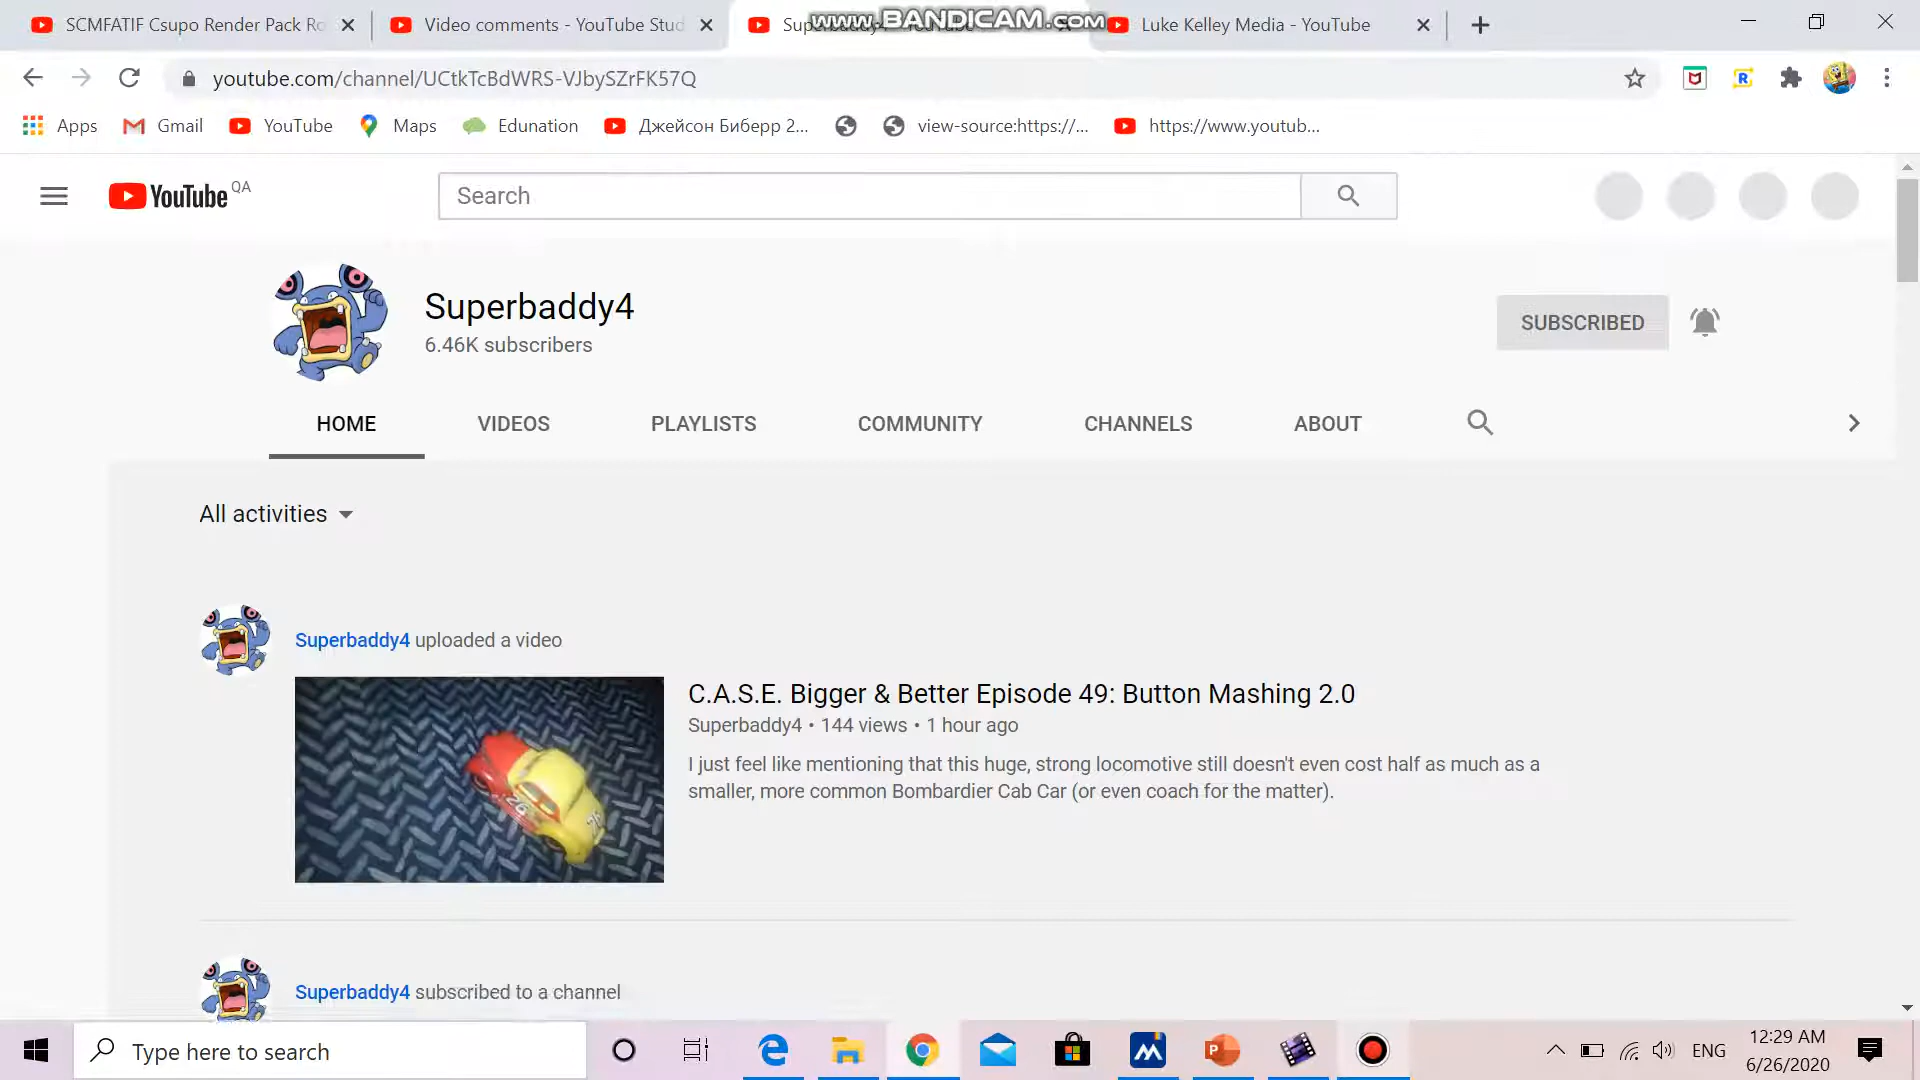 SCMFATIF Csupo Render Pack Ro
Video comments - YouTube Stud
WWW.BANDICAM.COM
Luke Kelley Media - YouTube
youtube.com/channel/UCtkTcBdWRS-VJbySZrFK57Q
Apps
Gmail
YouTube
Maps
Edunation
Джейсон Биберр 2...
view-source:https://...
https://www.youtub...
YouTube QA
Search
Superbaddy4
6.46K subscribers
SUBSCRIBED
HOME
VIDEOS
PLAYLISTS
COMMUNITY
CHANNELS
ABOUT
All activities
Superbaddy4 uploaded a video
C.A.S.E. Bigger & Better Episode 49: Button Mashing 2.0
Superbaddy4 • 144 views • 1 hour ago
I just feel like mentioning that this huge, strong locomotive still doesn't even cost half as much as a
smaller, more common Bombardier Cab Car (or even coach for the matter).
26
Superbaddy4 subscribed to a channel
Type here to search
ENG
12:29 AM
6/26/2020